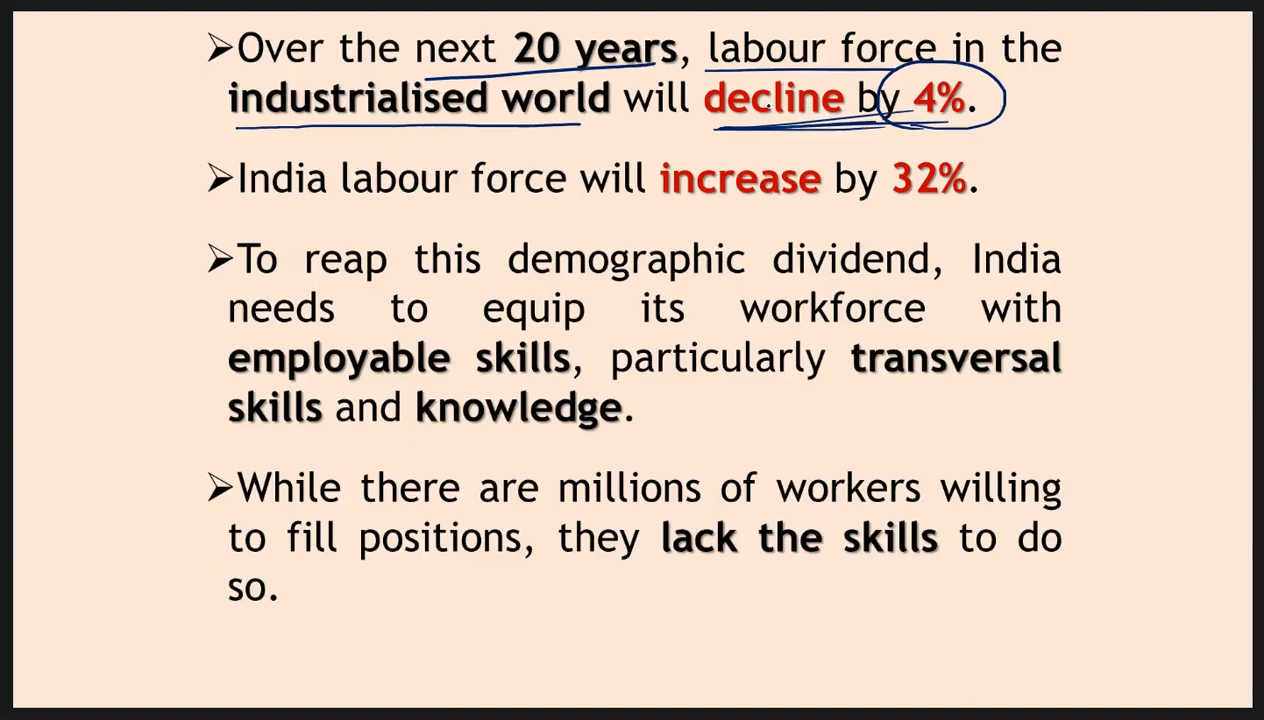 ➢Over the next 20 years, labour force in the
industrialised world will decline by 4%.
➢India labour force will increase by 32%.
➢To reap this demographic dividend, India
needs to equip its workforce with
employable skills, particularly transversal
skills and knowledge.
➢While there are millions of workers willing
to fill positions, they lack the skills to do
so.